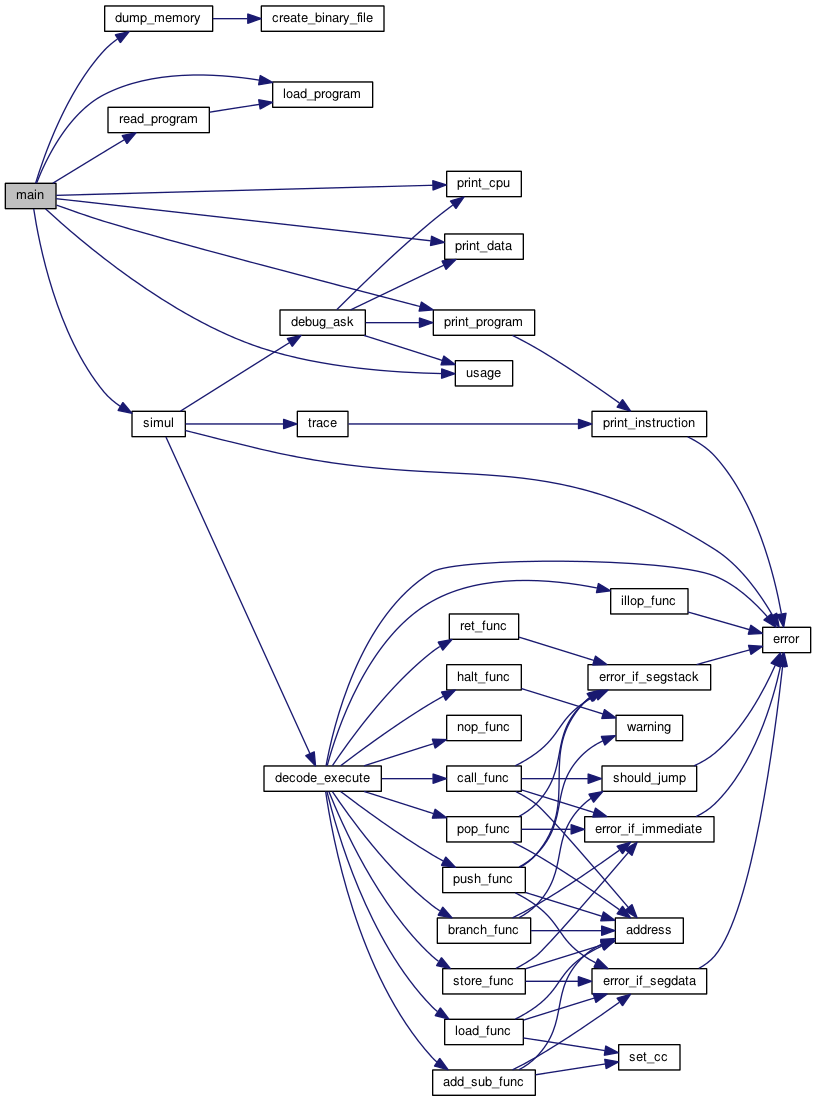 dump_memory
create_binary_file
load_program
read_program
print_cpu
main
print_data
debug_ask
print_program
usage
simul
trace
print_instruction
illop_func
ret_func
error
halt_func
error_if_segstack
nop_func
warning
decode_execute
call_func
should_jump
pop_func
error_if_immediate
push_func
branch_func
address
store_func
error_if_segdata
load_func
set_cc
add_sub_func